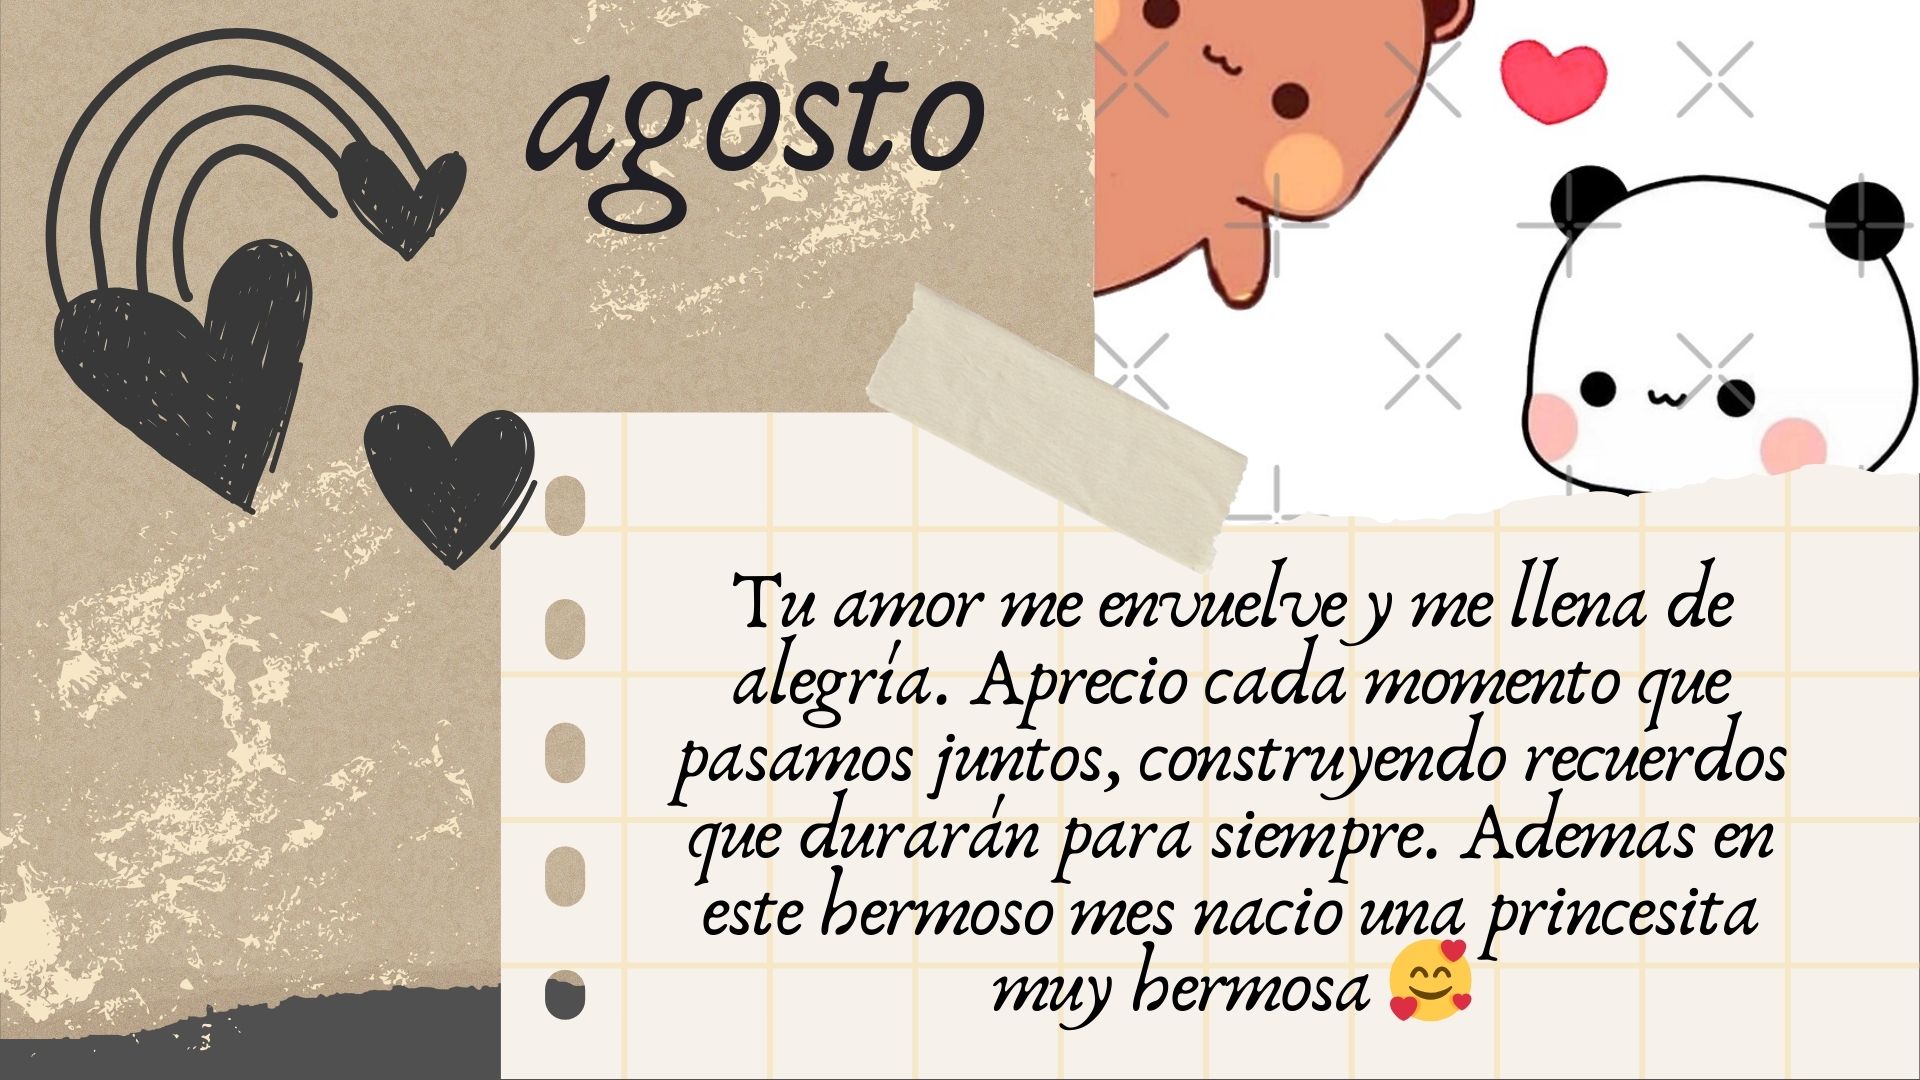 agosto
Tu amor me envuelve y me llena de
alegría. Aprecio cada momento que
pasamos juntos, construyendo recuerdos
que durarán para siempre. Ademas en
este hermoso mes nacio una princesita
muy hermosa 🥰